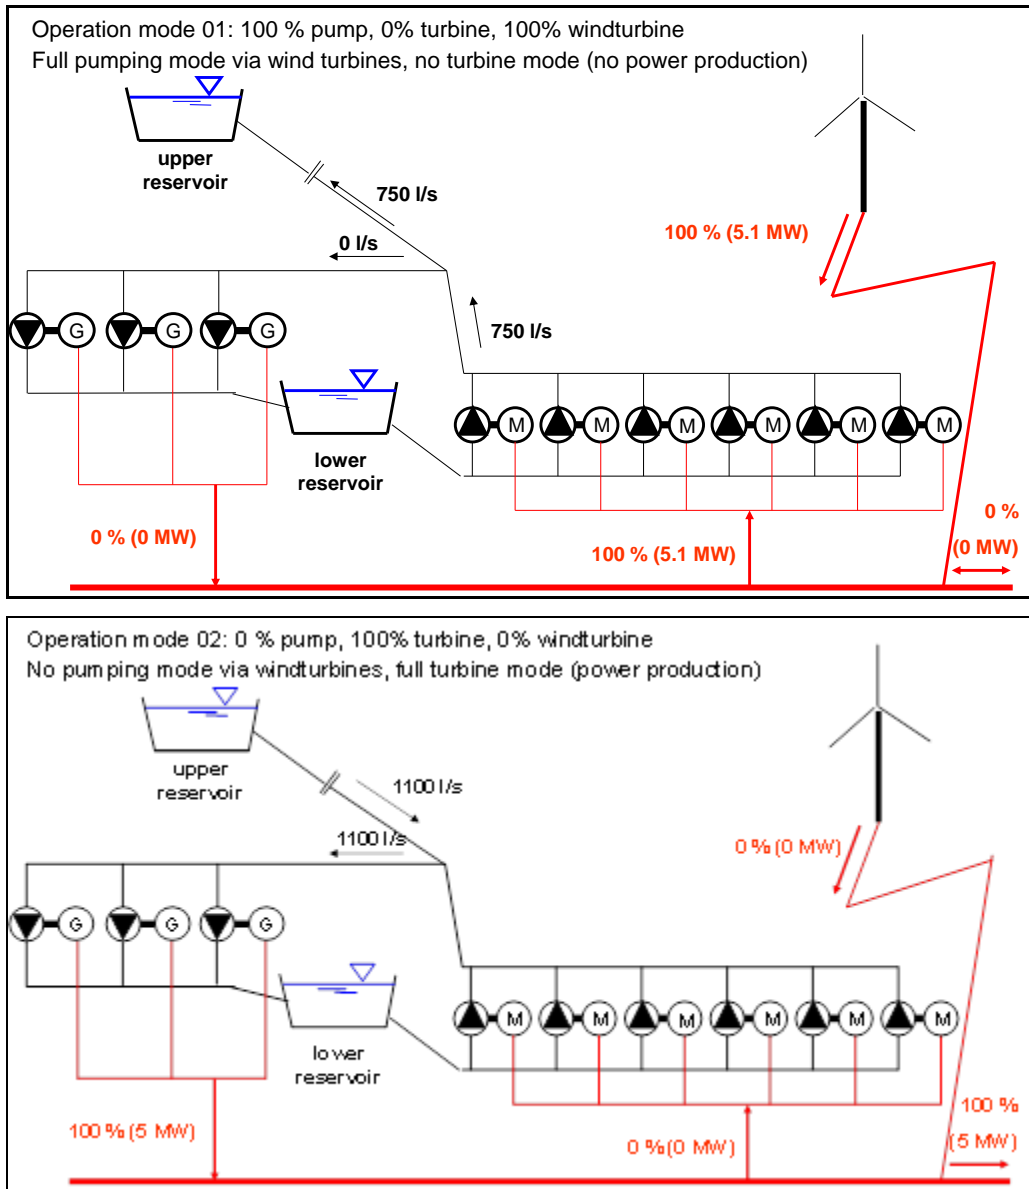 Operation mode 01: 100 % pump, 0% turbine, 100% windturbine
Full pumping mode via wind turbines, no turbine mode (no power production)
upper
reservoir
750 l/s
100 % (5.1 MW)
0 l/s
750 l/s
G
G
G
lower
reservoir
M
M
M
M
M
M
0 % (0 MW)
100 % (5.1 MW)
0 %
(0 MW)
Operation mode 02: 0 % pump, 100% turbine, 0% windturbine
No pumping mode via windturbines, full turbine mode (power production)
upper
reservoir
1100 l/s
1100 l/s
0 % (0 MW)
G
G
G
lower
reservoir
M
M
M
M
M
M
100 % (5 MW)
0 % (0 MW)
100 %
(5 MW)